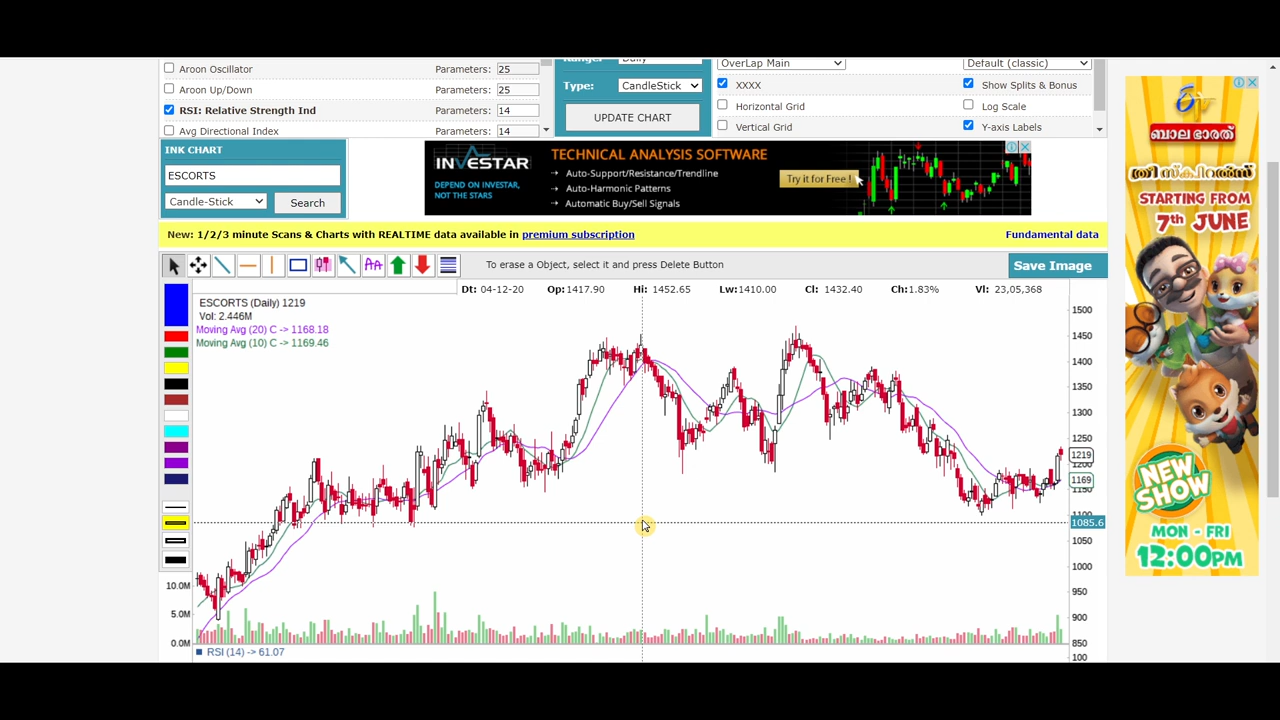 Range: Daily OverLap Main Default (classic)
Aroon Oscillator Parameters: 25
Type: CandleStick XXXX Show Splits & Bonus
Aroon Up/Down Parameters: 25
Horizontal Grid Log Scale
RSI: Relative Strength Ind Parameters: 14
UPDATE CHART
Vertical Grid Y-axis Labels
Avg Directional Index Parameters: 14
INK CHART
ESCORTS
Candle-Stick Search
INVESTAR
DEPEND ON INVESTAR,
NOT THE STARS
TECHNICAL ANALYSIS SOFTWARE
→ Auto-Support/Resistance/Trendline
→ Auto-Harmonic Patterns
→ Automatic Buy/Sell Signals
Try it for Free !
New: 1/2/3 minute Scans & Charts with REALTIME data available in premium subscription Fundamental data
To erase a Object, select it and press Delete Button Save Image
Dt: 04-12-20 Op:1417.90 Hi: 1452.65 Lw:1410.00 Cl: 1432.40 Ch:1.83% Vl: 23,05,368
ESCORTS (Daily) 1219
Vol: 2.446M
Moving Avg (20) C -> 1168.18
Moving Avg (10) C -> 1169.46
1500
1450
1400
1350
1300
1250
1219
1200
1169
1150
1100
1085.6
1050
1000
950
900
850
100
10.0M
5.0M
0.0M
RSI (14) -> 61.07
ബാല ഭാരത്
ത്രീ സ്ക്വിറൽസ്
STARTING FROM
7th JUNE
NEW
SHOW
MON - FRI
12:00PM